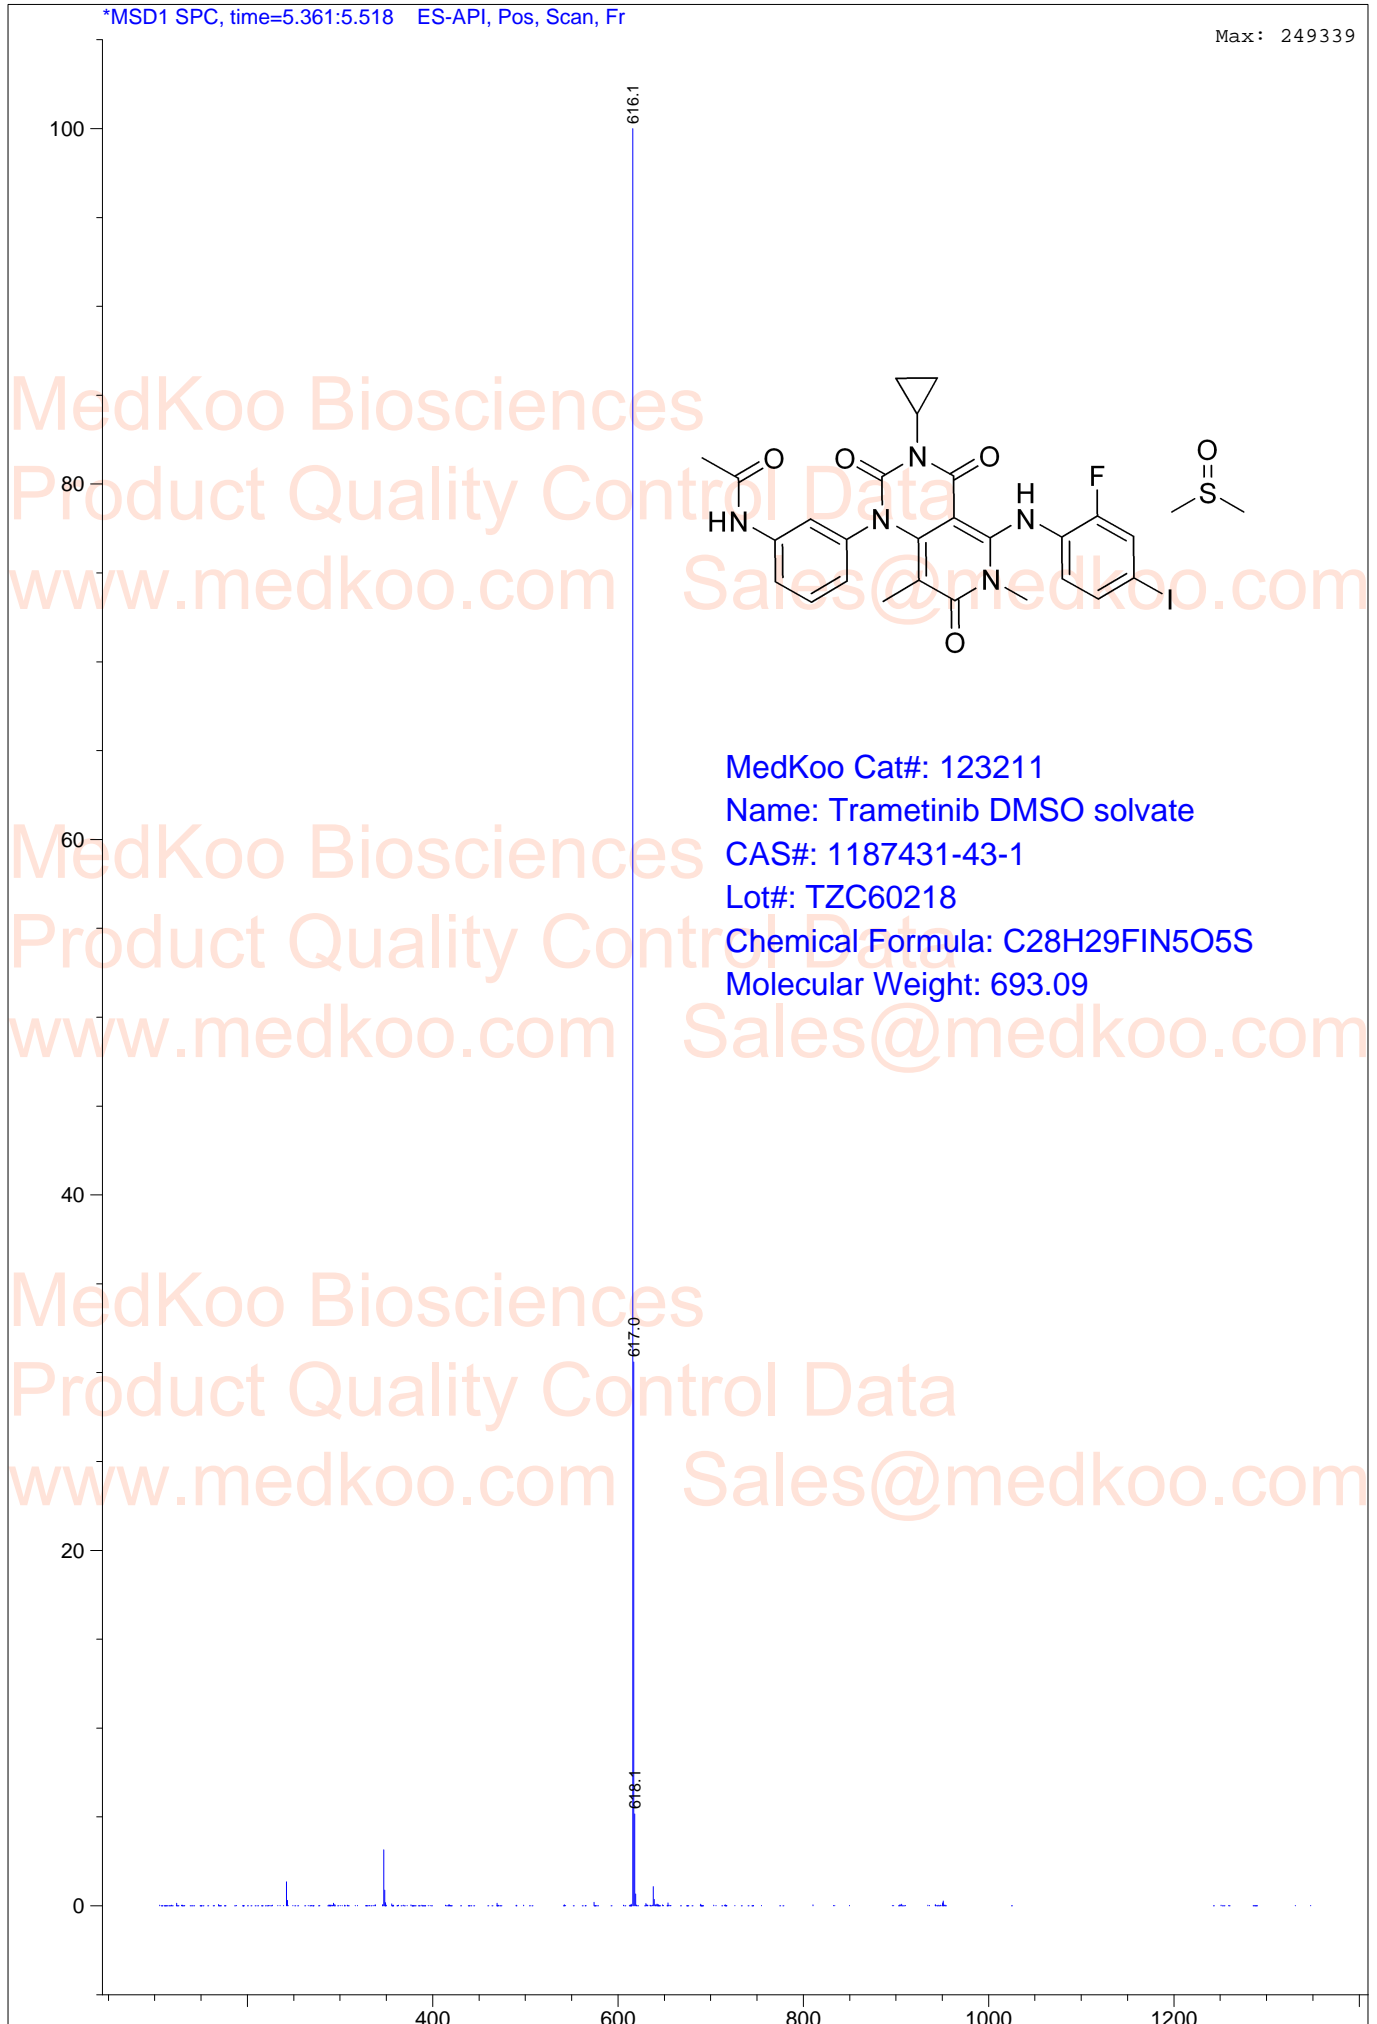 *MSD1 SPC, time=5.361:5.518 ES-API, Pos, Scan, Fr
Max: 249339
616.1
100
MedKoo Biosciences
O O N O
O
H F S
80
Product Quality Control Data
HN N N
www.medkoo.com Sales@medkoo.com
N I
O
MedKoo Cat#: 123211
Name: Trametinib DMSO solvate
60
MedKoo Biosciences
CAS#: 1187431-43-1
Lot#: TZC60218
Product Quality Control Data
Chemical Formula: C28H29FIN5O5S
Molecular Weight: 693.09
www.medkoo.com Sales@medkoo.com
40
MedKoo Biosciences
617.0
Product Quality Control Data
www.medkoo.com Sales@medkoo.com
20
618.1
0
400 600 800 1000 1200